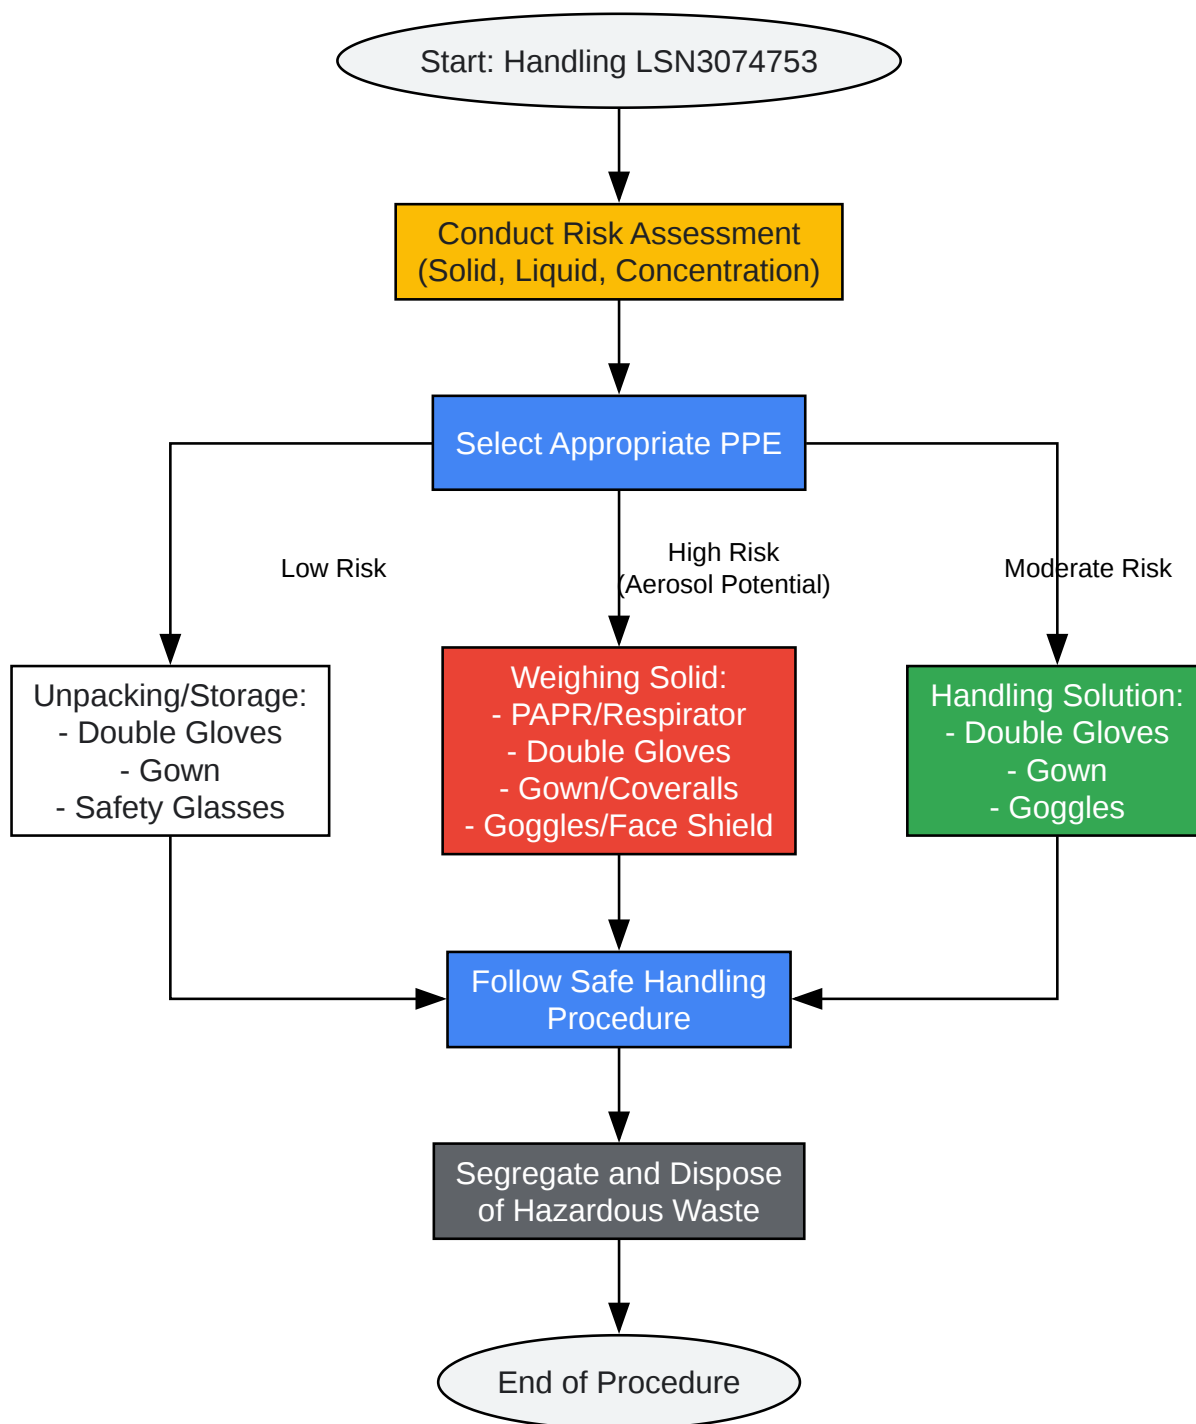 Start: Handling LSN3074753
Conduct Risk Assessment
(Solid, Liquid, Concentration)
Select Appropriate PPE
Low Risk
High Risk
(Aerosol Potential)
Moderate Risk
Unpacking/Storage:
- Double Gloves
- Gown
- Safety Glasses
Weighing Solid:
- PAPR/Respirator
- Double Gloves
- Gown/Coveralls
- Goggles/Face Shield
Handling Solution:
- Double Gloves
- Gown
- Goggles
Follow Safe Handling
Procedure
Segregate and Dispose
of Hazardous Waste
End of Procedure